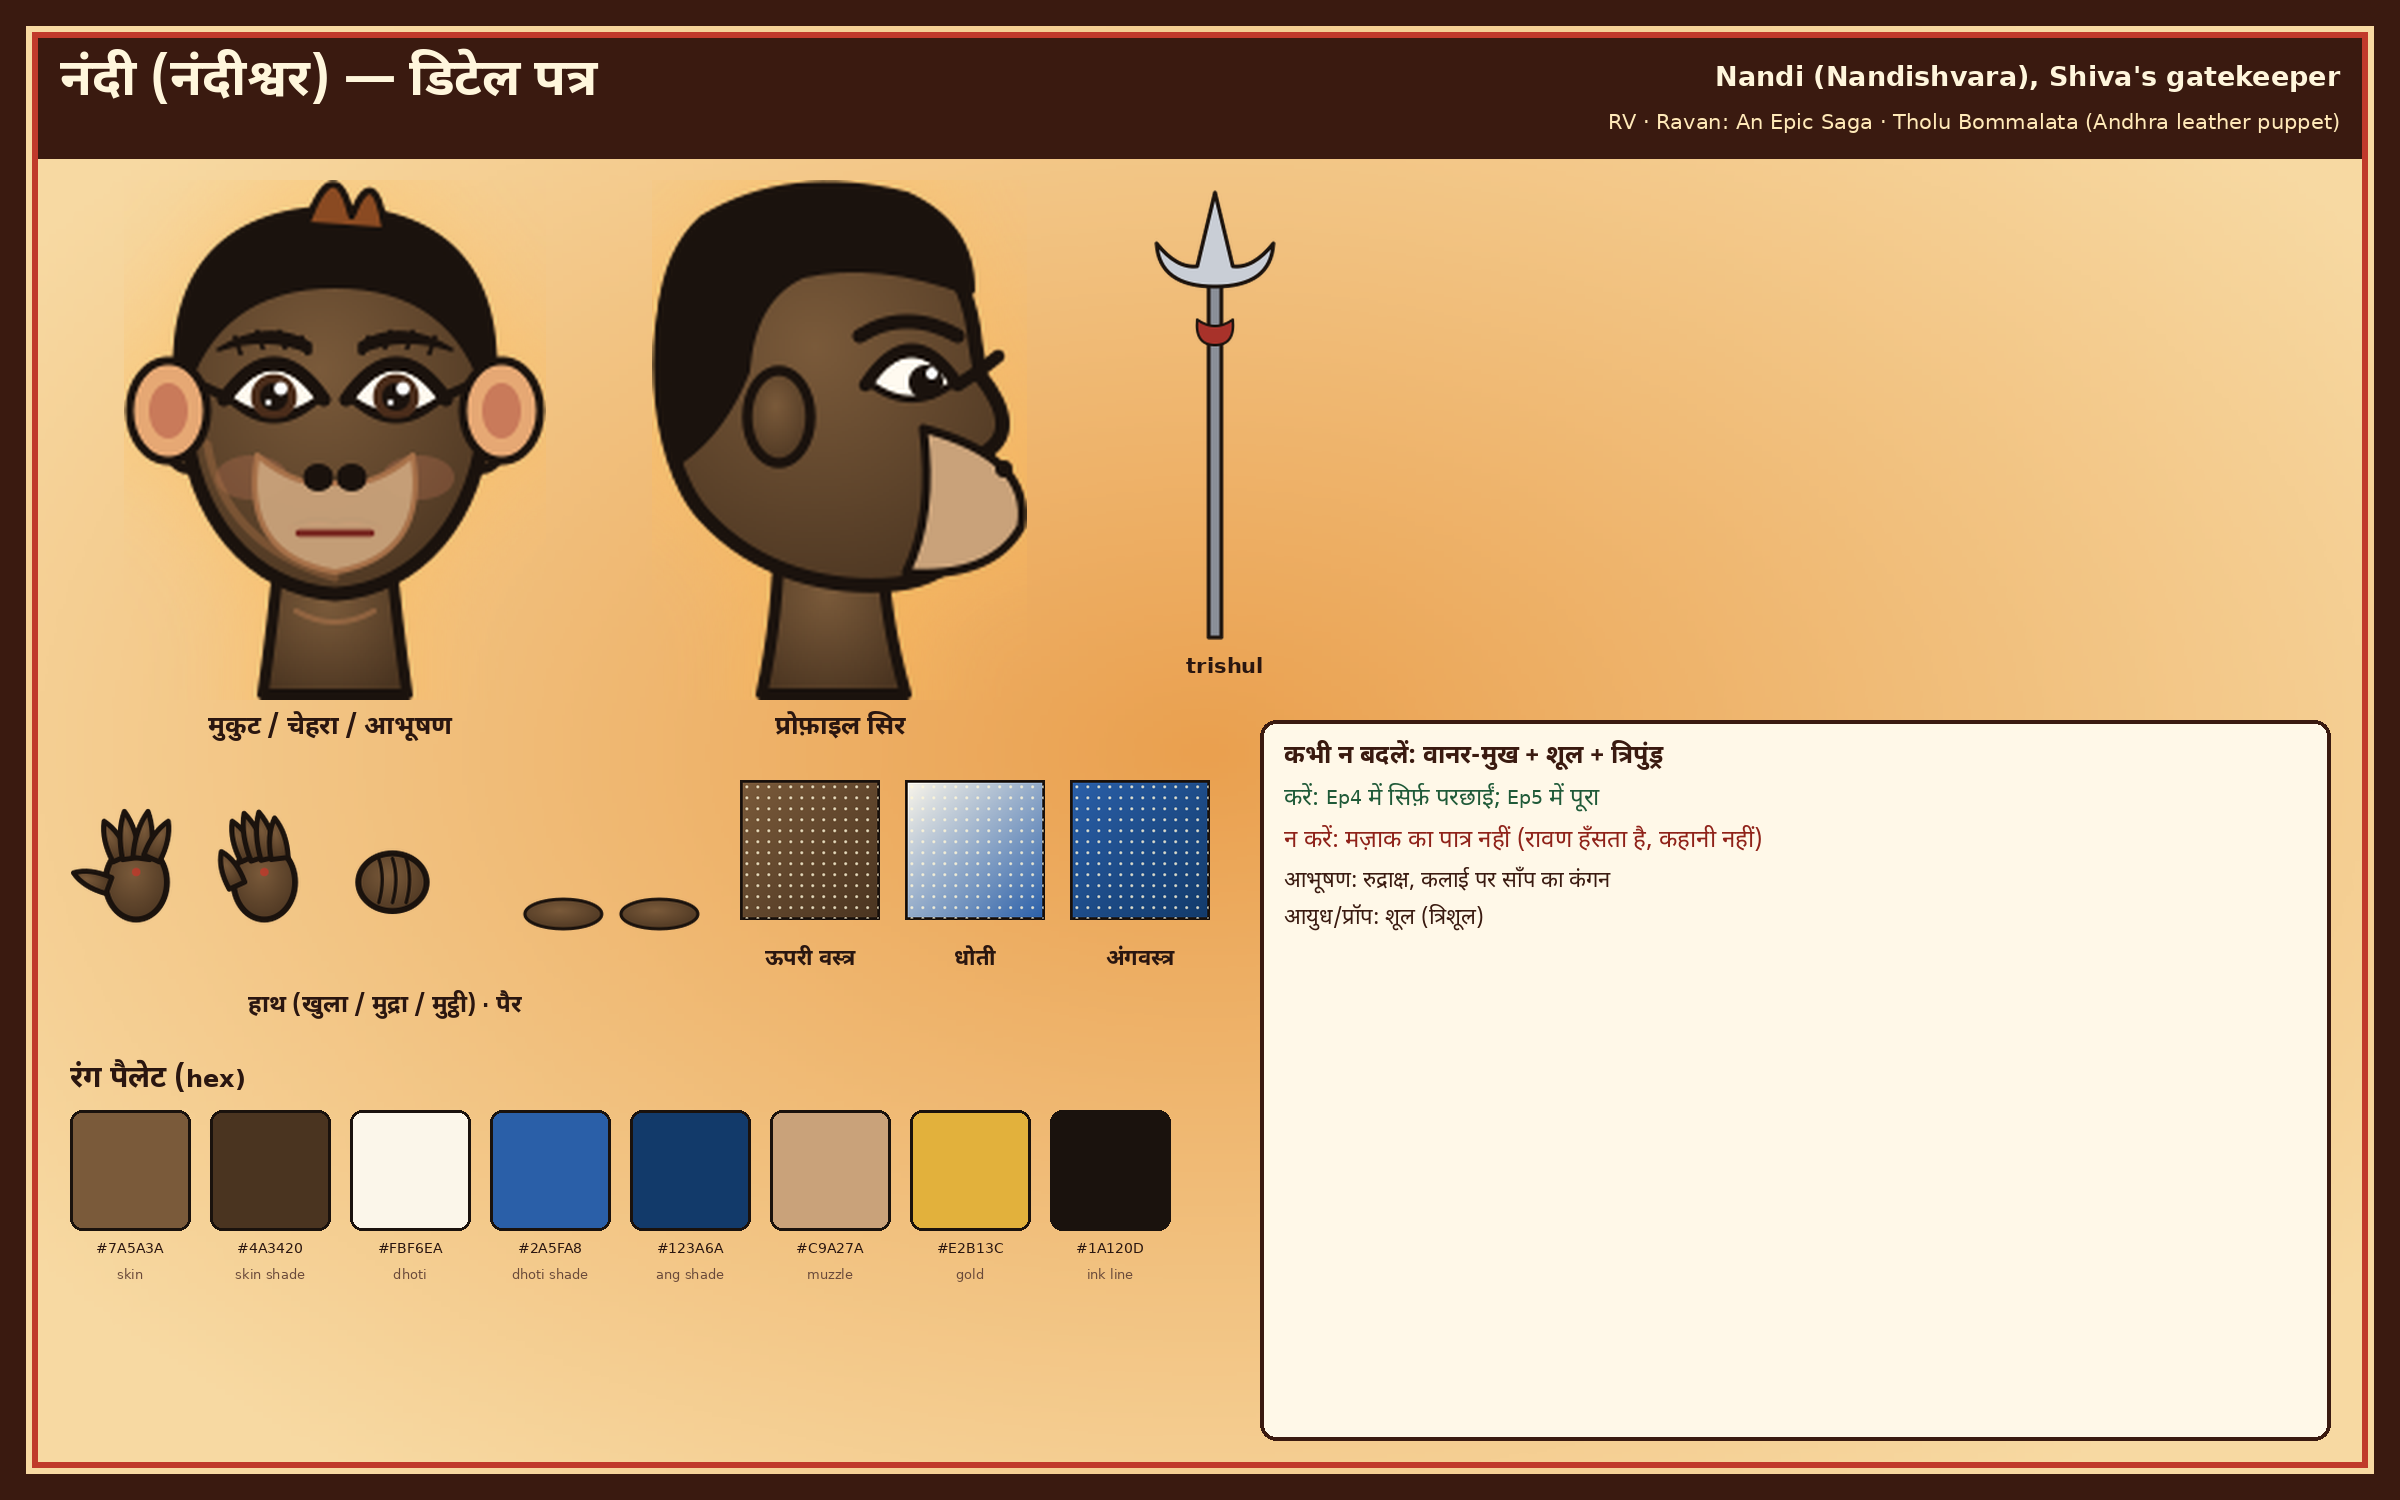 नंदी (नंदीश्वर) — डिटेल पत्र
Nandi (Nandishvara), Shiva's gatekeeper
RV · Ravan: An Epic Saga · Tholu Bommalata (Andhra leather puppet)
trishul
मुकुट / चेहरा / आभूषण
प्रोफ़ाइल सिर
कभी न बदलें: वानर-मुख + शूल + त्रिपुंड्र
करें: Ep4 में सिर्फ़ परछाईं; Ep5 में पूरा
न करें: मज़ाक का पात्र नहीं (रावण हँसता है, कहानी नहीं)
आभूषण: रुद्राक्ष, कलाई पर साँप का कंगन
आयुध/प्रॉप: शूल (त्रिशूल)
ऊपरी वस्त्र
धोती
अंगवस्त्र
हाथ (खुला / मुद्रा / मुट्ठी) · पैर
रंग पैलेट (hex)
#7A5A3A
#4A3420
#FBF6EA
#2A5FA8
#123A6A
#C9A27A
#E2B13C
#1A120D
skin
skin shade
dhoti
dhoti shade
ang shade
muzzle
gold
ink line